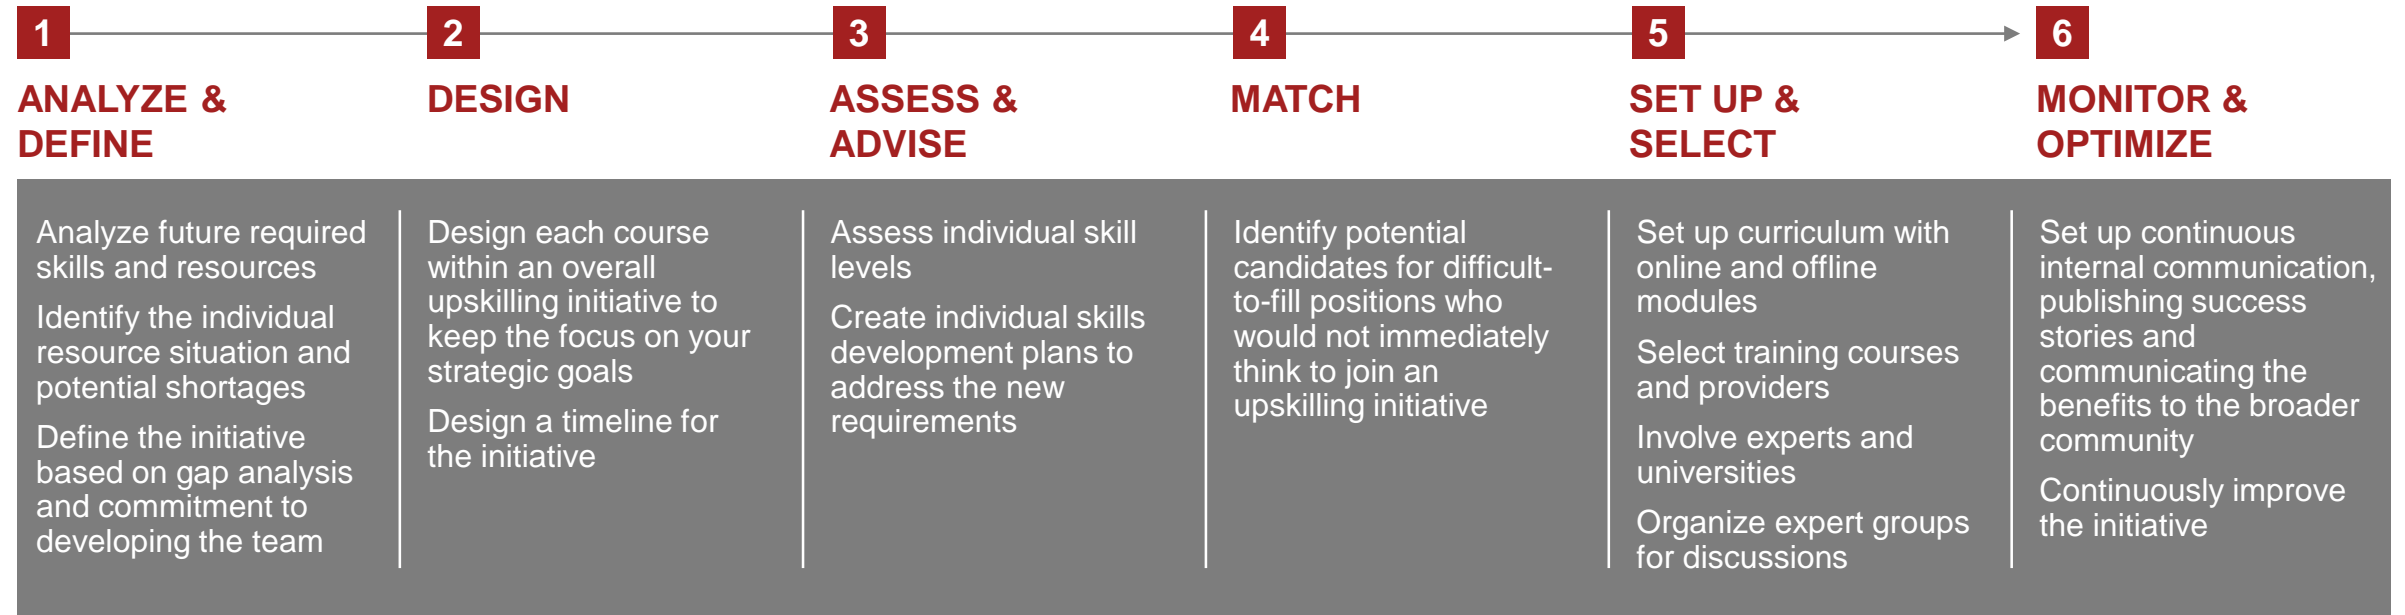 1
ANALYZE &
DEFINE
Analyze future required
skills and resources
Identify the individual
resource situation and
potential shortages
Define the initiative
based on gap analysis
and commitment to
developing the team
2
DESIGN
Design each course
within an overall
upskilling initiative to
keep the focus on your
strategic goals
Design a timeline for
the initiative
3
ASSESS &
ADVISE
Assess individual skill
levels
Create individual skills
development plans to
address the new
requirements
4
MATCH
Identify potential
candidates for difficult-
to-fill positions who
would not immediately
think to join an
upskilling initiative
5
SET UP &
SELECT
Set up curriculum with
online and offline
modules
Select training courses
and providers
Involve experts and
universities
Organize expert groups
for discussions
6
MONITOR &
OPTIMIZE
Set up continuous
internal communication,
publishing success
stories and
communicating the
benefits to the broader
community
Continuously improve
the initiative